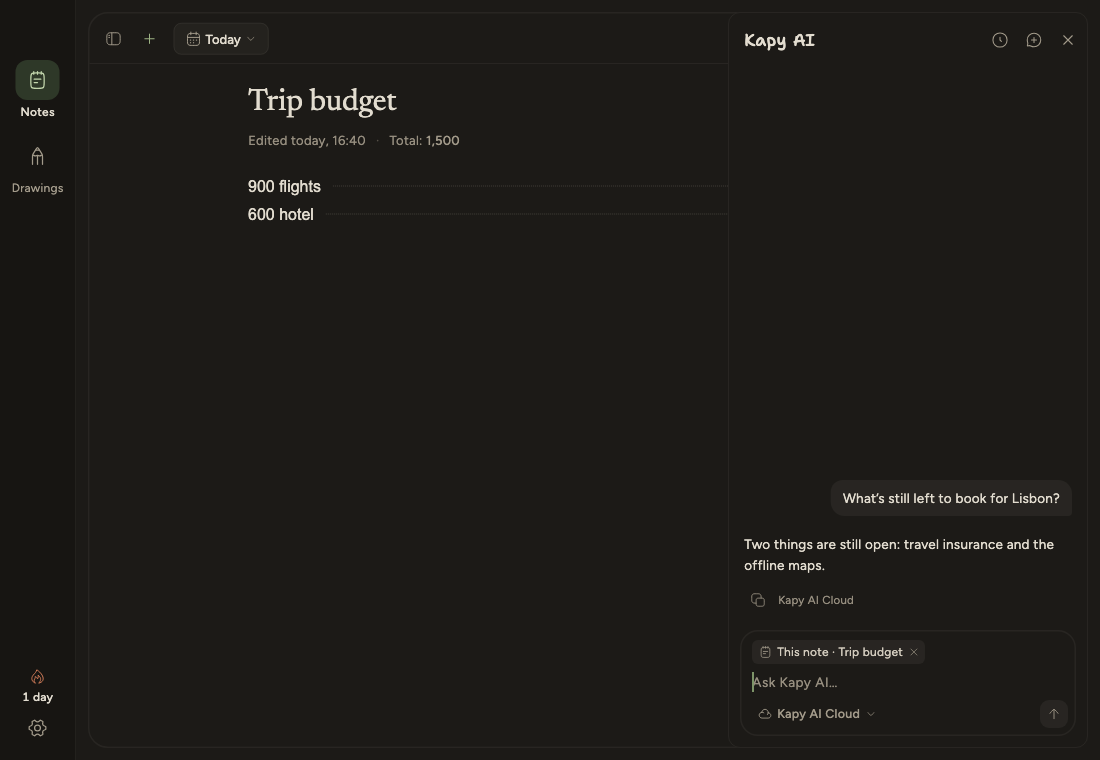 Notes
Drawings
1 day
Today
Trip budget
Edited today, 16:40 · Total: 1,500
900 flights
600 hotel
Kapy AI
What’s still left to book for Lisbon?
Two things are still open: travel insurance and the
offline maps.
Kapy AI Cloud
This note · Trip budget
Ask Kapy AI…
Kapy AI Cloud